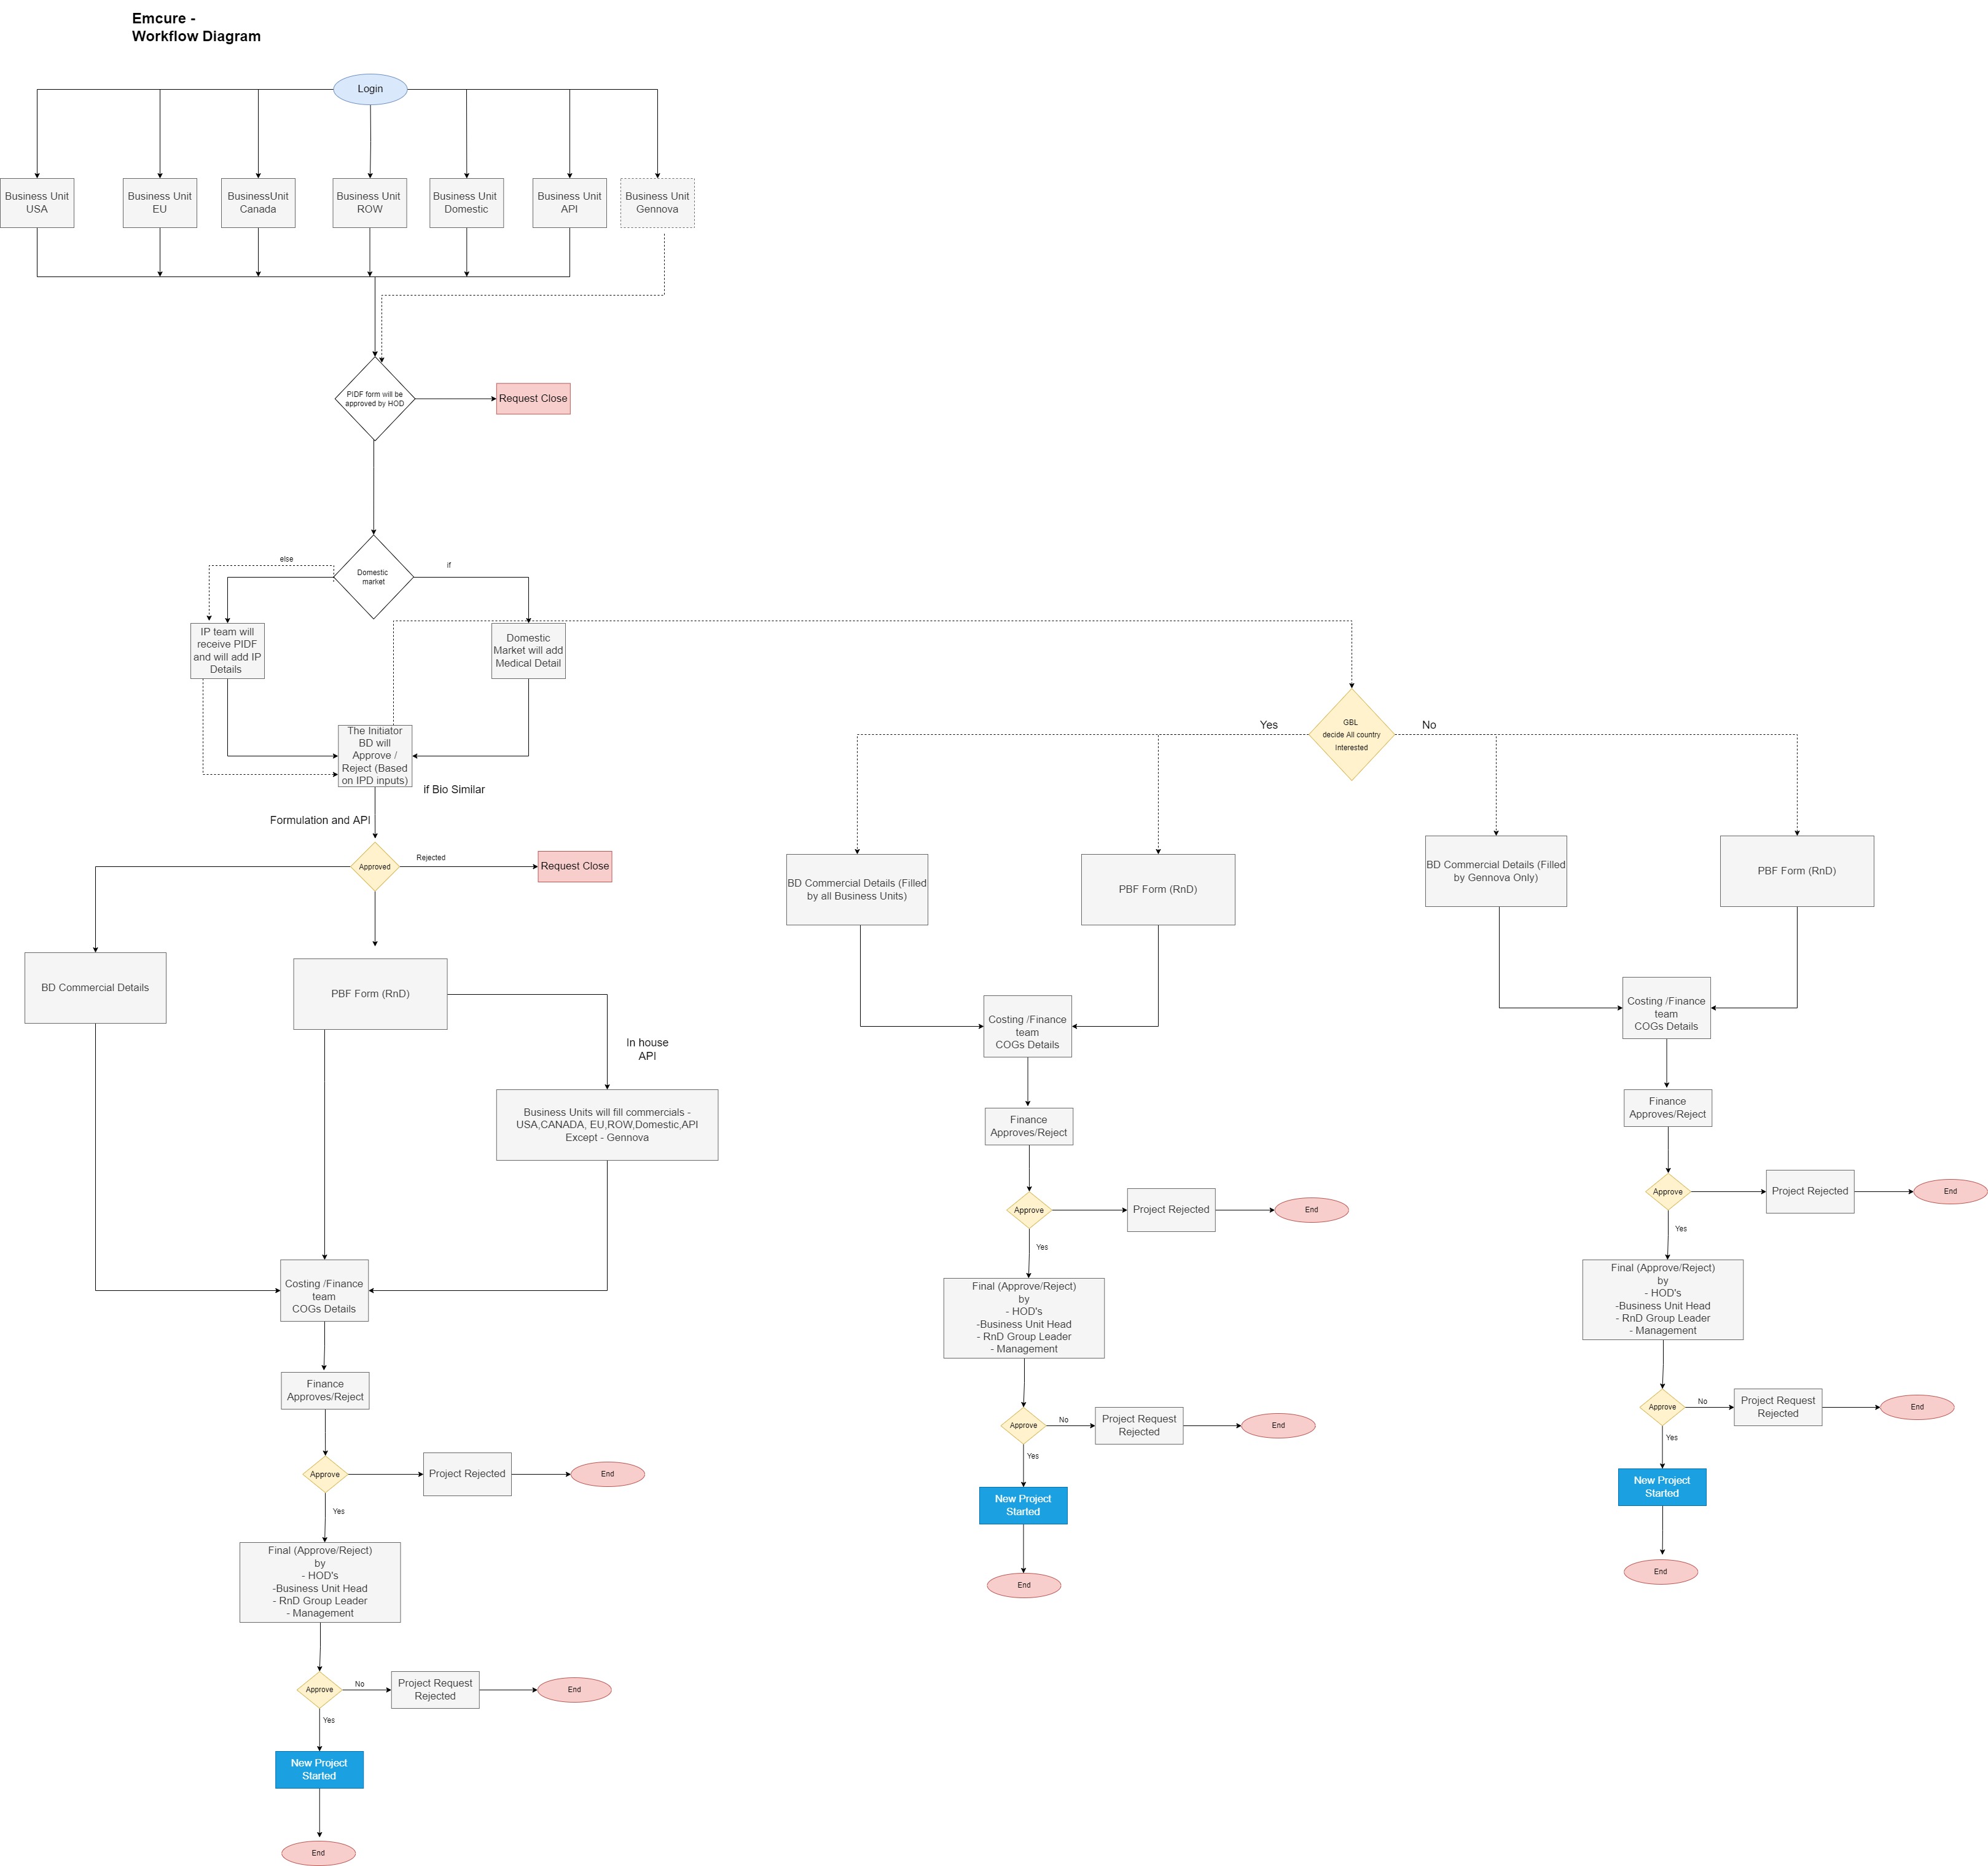 Emcure -
Workflow Diagram
Login
Business Unit
USA
Business Unit
EU
BusinessUnit
Canada
Business Unit
ROW
Business Unit
Domestic
Business Unit
API
Business Unit
Gennova
PIDF form will be
approved by HOD
Request Close
Domestic
market
else
if
IP team will
receive PIDF
and will add IP
Details
Domestic
Market will add
Medical Detail
The Initiator
BD will
Approve /
Reject (Based
on IPD inputs)
if Bio Similar
Formulation and API
Approved
Rejected
Request Close
BD Commercial Details
PBF Form (RnD)
In house
API
Business Units will fill commercials -
USA,CANADA, EU,ROW,Domestic,API
Except - Gennova
Costing /Finance
team
COGs Details
Finance
Approves/Reject
Approve
Project Rejected
End
Yes
Final (Approve/Reject)
by
- HOD's
-Business Unit Head
- RnD Group Leader
- Management
Approve
No
Project Request
Rejected
End
Yes
New Project
Started
End
GBL
decide All country
Interested
Yes
No
BD Commercial Details (Filled
by all Business Units)
PBF Form (RnD)
Costing /Finance
team
COGs Details
Finance
Approves/Reject
Approve
Project Rejected
End
Yes
Final (Approve/Reject)
by
- HOD's
-Business Unit Head
- RnD Group Leader
- Management
Approve
No
Project Request
Rejected
End
Yes
New Project
Started
End
BD Commercial Details (Filled
by Gennova Only)
PBF Form (RnD)
Costing /Finance
team
COGs Details
Finance
Approves/Reject
Approve
Project Rejected
End
Yes
Final (Approve/Reject)
by
- HOD's
-Business Unit Head
- RnD Group Leader
- Management
Approve
No
Project Request
Rejected
End
Yes
New Project
Started
End